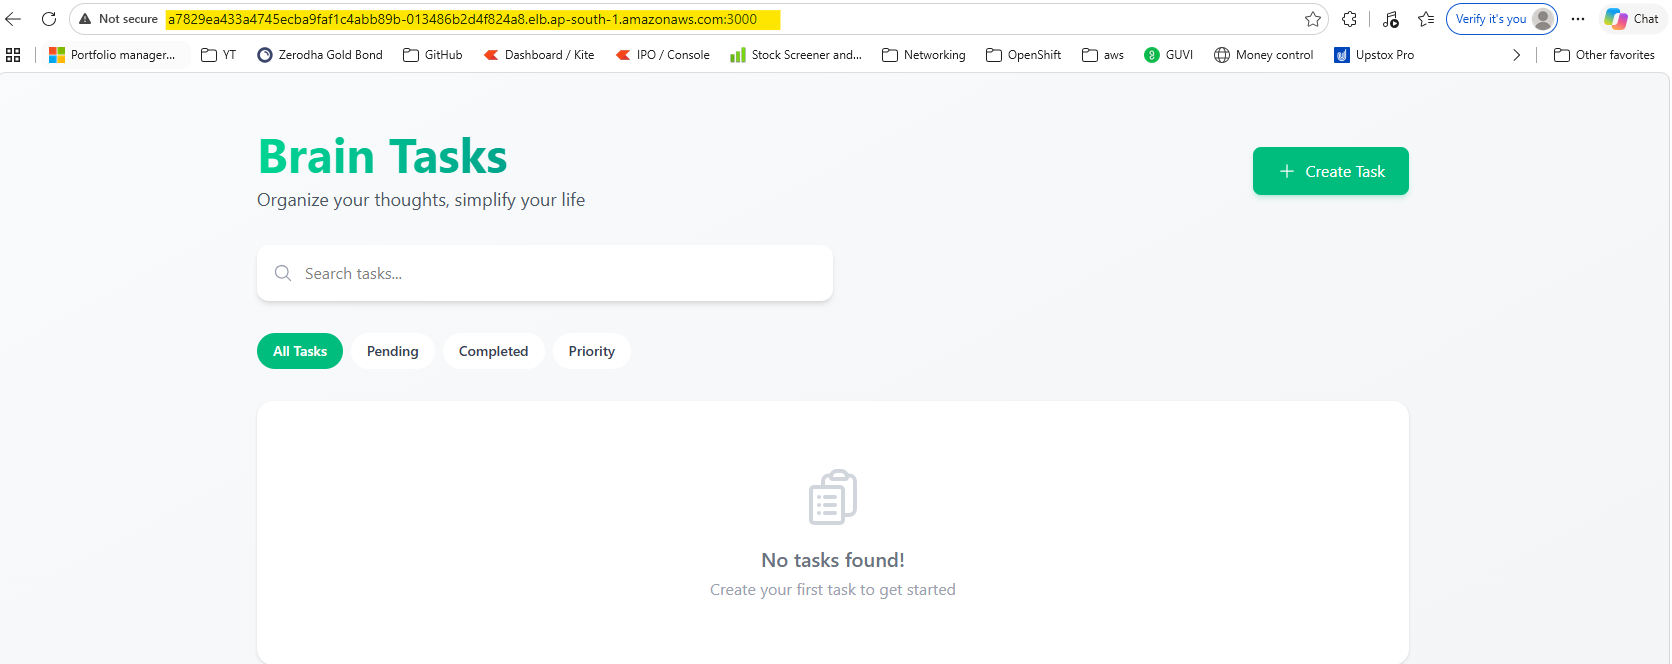 Not secure a7829ea433a4745ecba9faf1c4abb89b-013486b2d4f824a8.elb.ap-south-1.amazonaws.com:3000 Verify it's you Chat
Portfolio manager... YT Zerodha Gold Bond GitHub Dashboard / Kite IPO / Console Stock Screener and... Networking OpenShift aws GUVI Money control Upstox Pro Other favorites
Brain Tasks
Create Task
Organize your thoughts, simplify your life
Search tasks...
All Tasks Pending Completed Priority
No tasks found!
Create your first task to get started